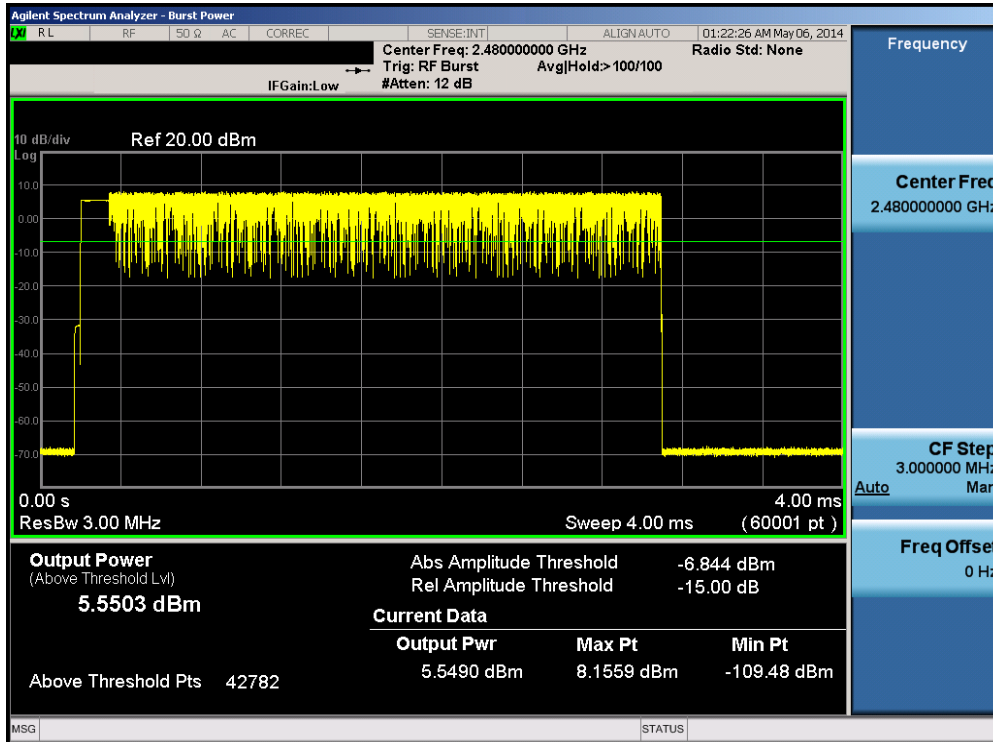 Agilent Spectrum Analyzer - Burst Power
LXI RL RF 50 Ω AC CORREC SENSE:INT ALIGN AUTO 01:22:26 AM May 06, 2014
Center Freq: 2.480000000 GHz Radio Std: None
Trig: RF Burst Avg|Hold:> 100/100
IFGain:Low #Atten: 12 dB
10 dB/div Ref 20.00 dBm
Log
10.0
0.00
-10.0
-20.0
-30.0
-40.0
-50.0
-60.0
-70.0
0.00 s 4.00 ms
ResBw 3.00 MHz Sweep 4.00 ms (60001 pt)
Output Power
(Above Threshold Lvl)
5.5503 dBm
Above Threshold Pts 42782
Abs Amplitude Threshold -6.844 dBm
Rel Amplitude Threshold -15.00 dB
Current Data
Output Pwr Max Pt Min Pt
5.5490 dBm 8.1559 dBm -109.48 dBm
MSG STATUS
Frequency
Center Freq
2.480000000 GHz
CF Step
3.000000 MHz
Auto Man
Freq Offset
0 Hz